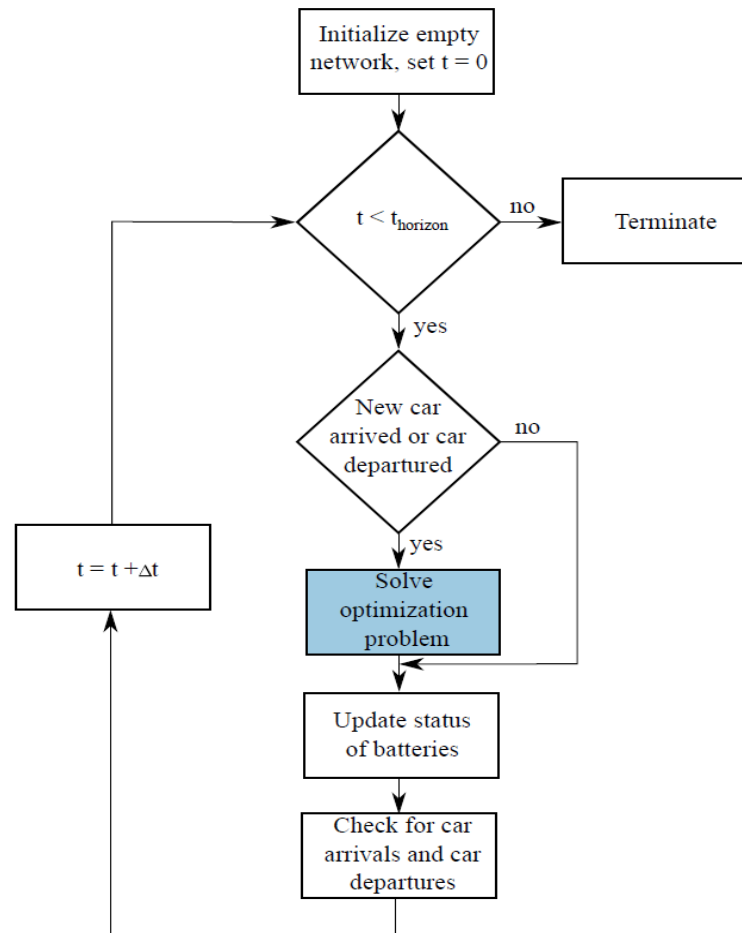 Initialize empty
network, set t = 0
t < t_horizon
no
Terminate
yes
New car
arrived or car
departured
no
yes
t = t +Δt
Solve
optimization
problem
Update status
of batteries
Check for car
arrivals and car
departures